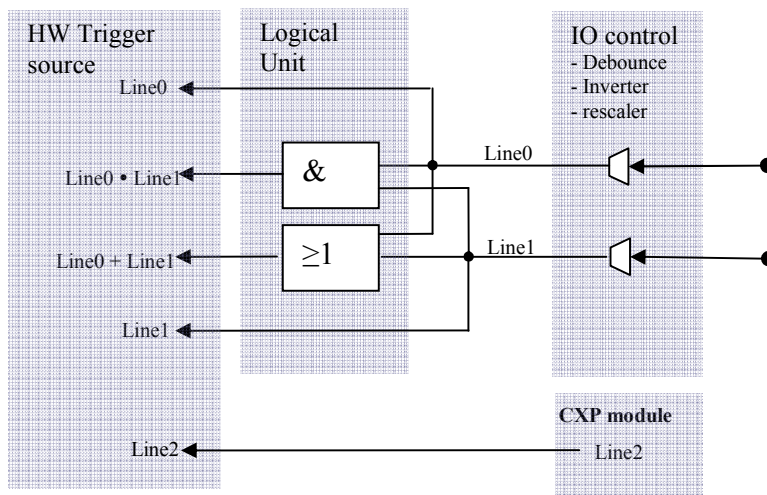 HW Trigger
source
Logical
Unit
IO control
- Debounce
- Inverter
- rescaler
Line0
& Line0
Line0 • Line1
≥1 Line1
Line0 + Line1
Line1
CXP module
Line2 Line2